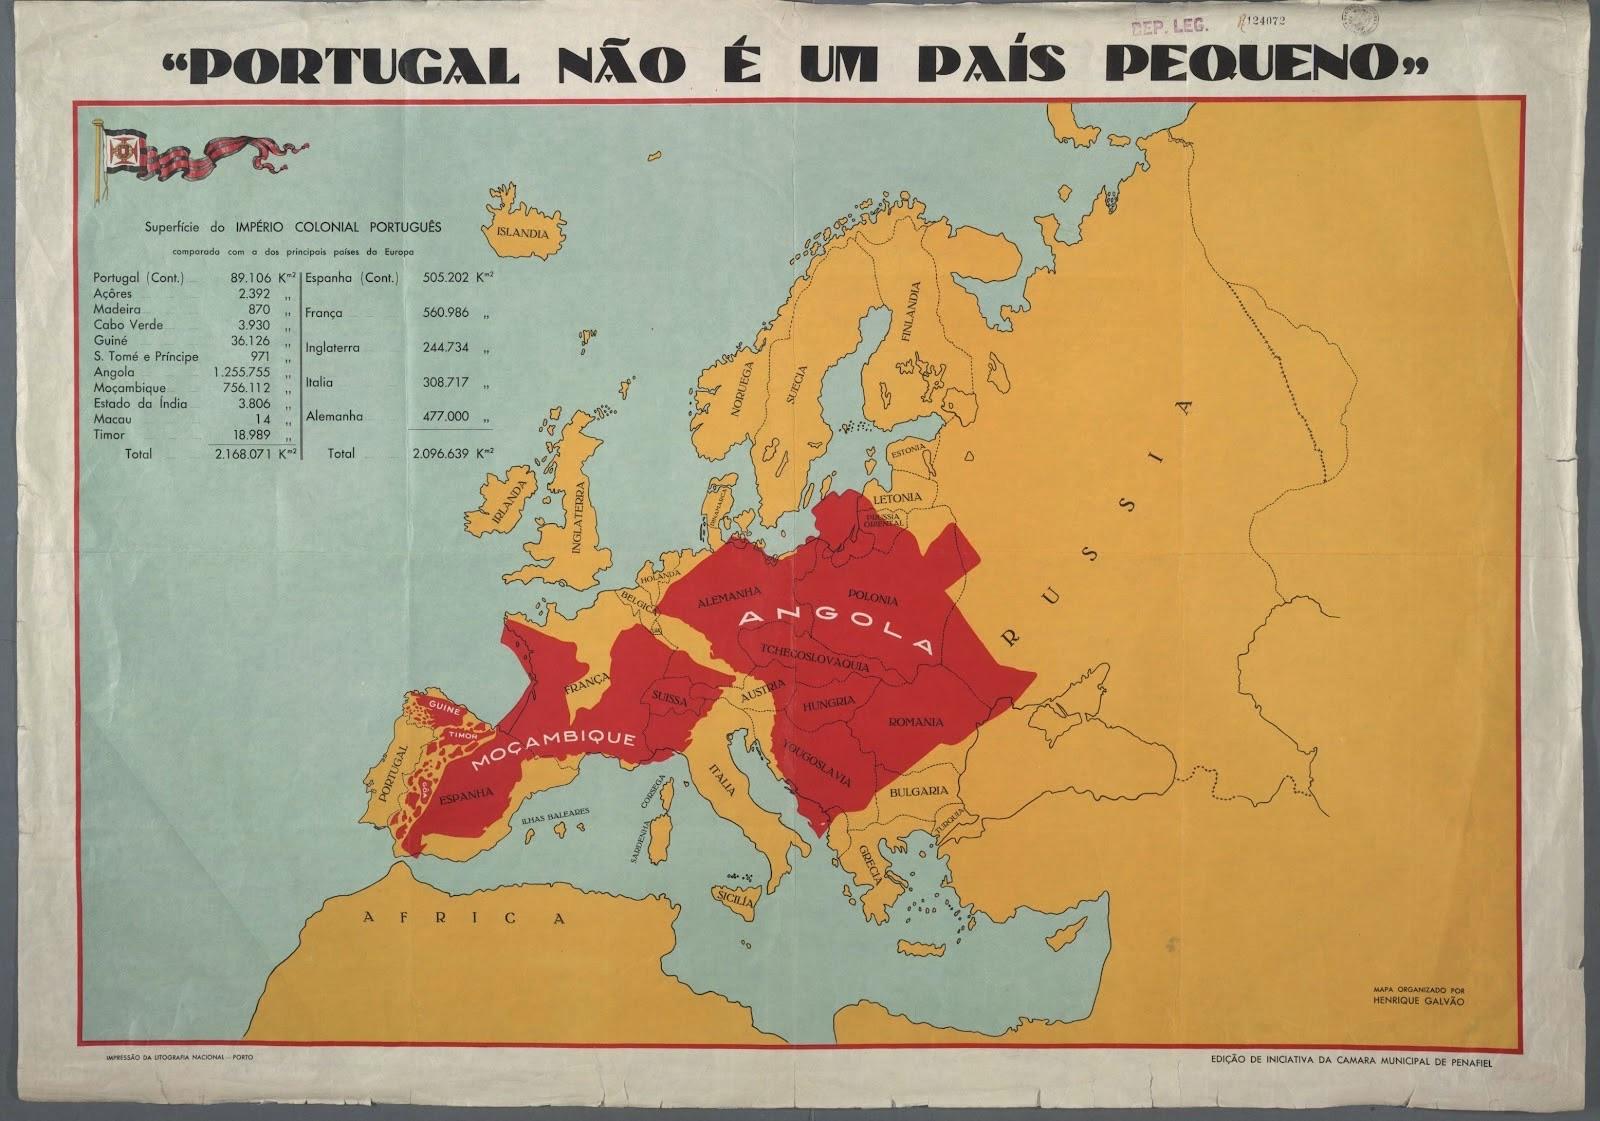 DEP. LEG.
124072
“PORTUGAL NÃO É UM PAÍS PEQUENO„
Superfície do IMPÉRIO COLONIAL PORTUGUÊS
comparada com a dos principais países da Europa
Portugal (Cont.) 89.106 Kᵐ²
Açôres 2.392 „
Madeira 870 „
Cabo Verde 3.930 „
Guiné 36.126 „
S. Tomé e Príncipe 971 „
Angola 1.255.755 „
Moçambique 756.112 „
Estado da Índia 3.806 „
Macau 14 „
Timor 18.989 „
Total 2.168.071 Kᵐ²
Espanha (Cont.) 505.202 Kᵐ²
França 560.986 „
Inglaterra 244.734 „
Italia 308.717 „
Alemanha 477.000 „
Total 2.096.639 Kᵐ²
ISLANDIA
NORUEGA
SUECIA
FINLANDIA
ESTONIA
LETONIA
PRUSSIA
ORIENTAL
RUSSIA
IRLANDA
INGLATERRA
DINAMARCA
HOLANDA
BELGICA
ALEMANHA
POLONIA
ANGOLA
TCHECOSLOVAQUIA
FRANÇA
SUISSA
AUSTRIA
HUNGRIA
ROMANIA
YOUGOSLAVIA
BULGARIA
TURQUIA
GRECIA
ITALIA
SICILÍA
CORSEGA
SARDENHA
ILHAS BALEARES
MOÇAMBIQUE
ESPANHA
PORTUGAL
GUINÉ
TIMOR
GÔA
AFRICA
MAPA ORGANIZADO POR
HENRIQUE GALVÃO
IMPRESSÃO DA LITOGRAFIA NACIONAL - PORTO
EDIÇÃO DE INICIATIVA DA CAMARA MUNICIPAL DE PENAFIEL